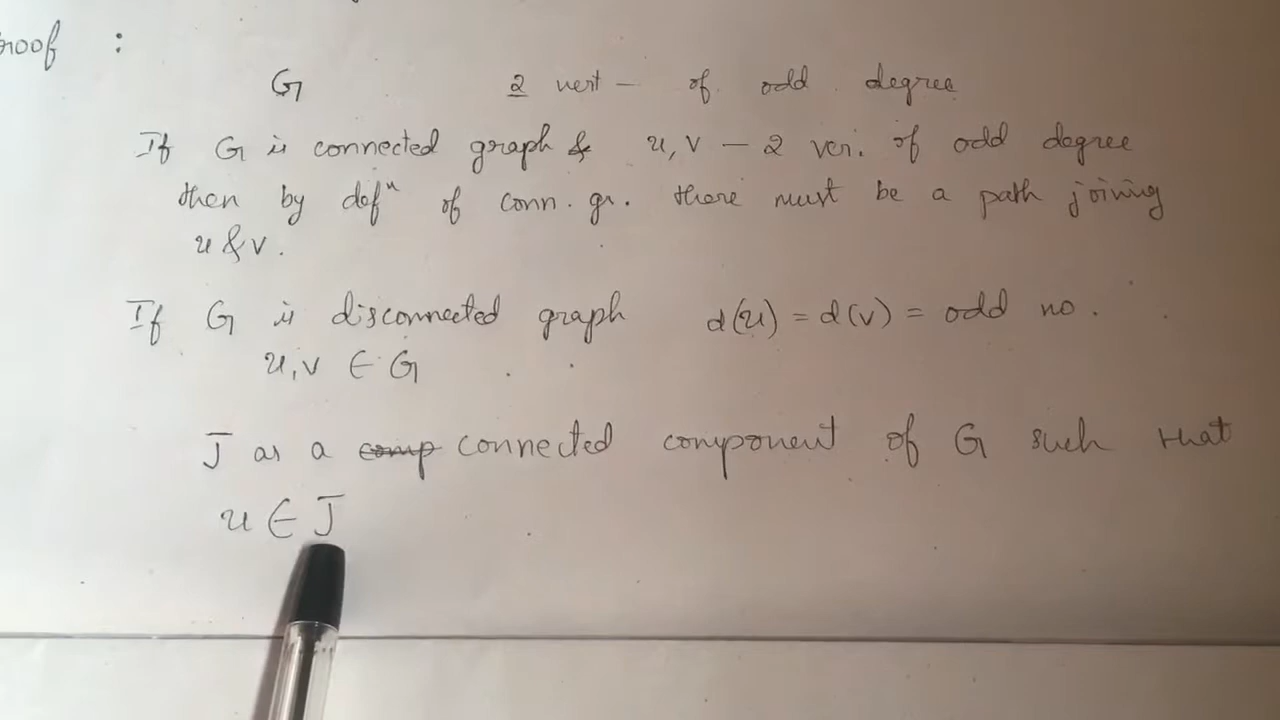 roof :
G 2 vert - of odd degree
If G is connected graph & u, v - 2 ver. of odd degree
then by defⁿ of conn. gr. there must be a path joining
u & v.
If G is disconnected graph d(u) = d(v) = odd no.
u, v ∈ G
J as a comp connected component of G such that
u ∈ J